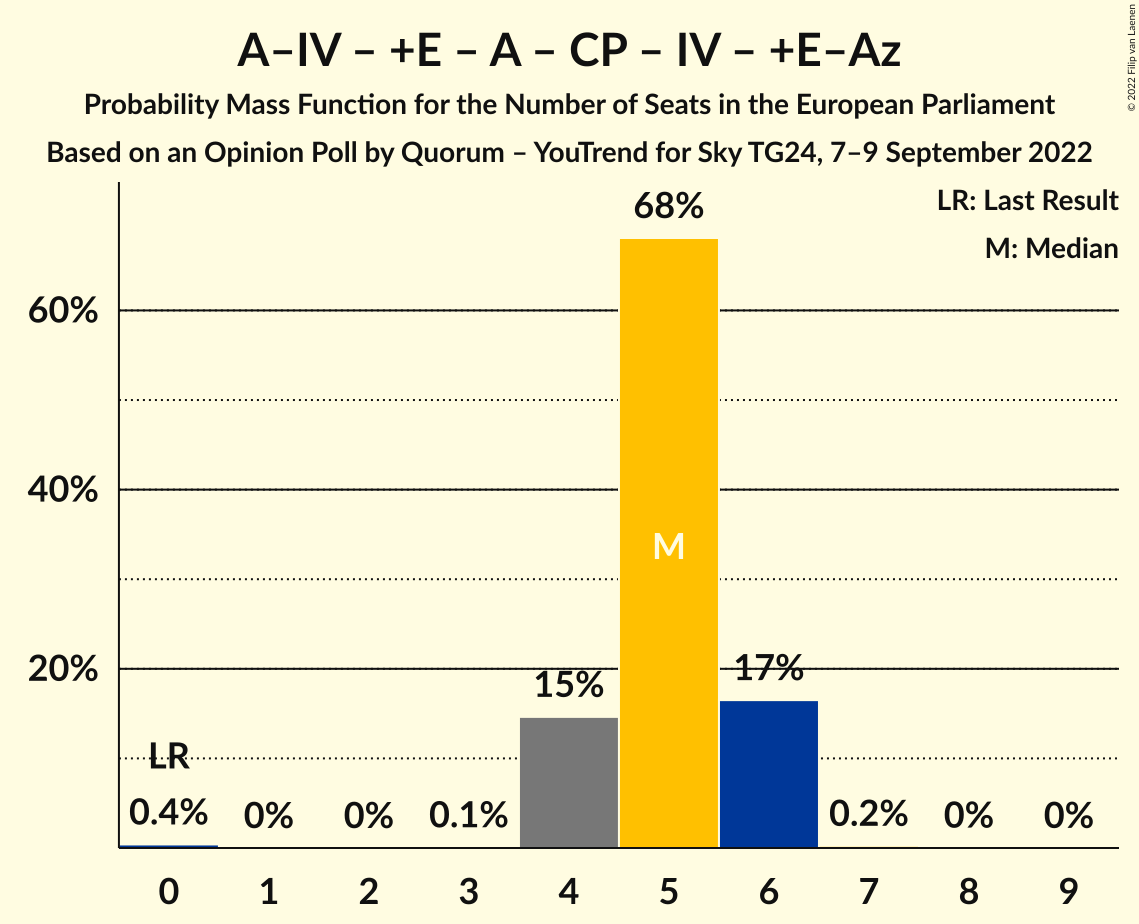 A–IV – +E – A – CP – IV – +E–Az
Probability Mass Function for the Number of Seats in the European Parliament
Based on an Opinion Poll by Quorum – YouTrend for Sky TG24, 7–9 September 2022
© 2022 Filip van Laenen
LR: Last Result
M: Median
68%
60%
40%
M
20%
15%
17%
LR
0.4%
0%
0%
0.1%
0.2%
0%
0%
0 1 2 3 4 5 6 7 8 9